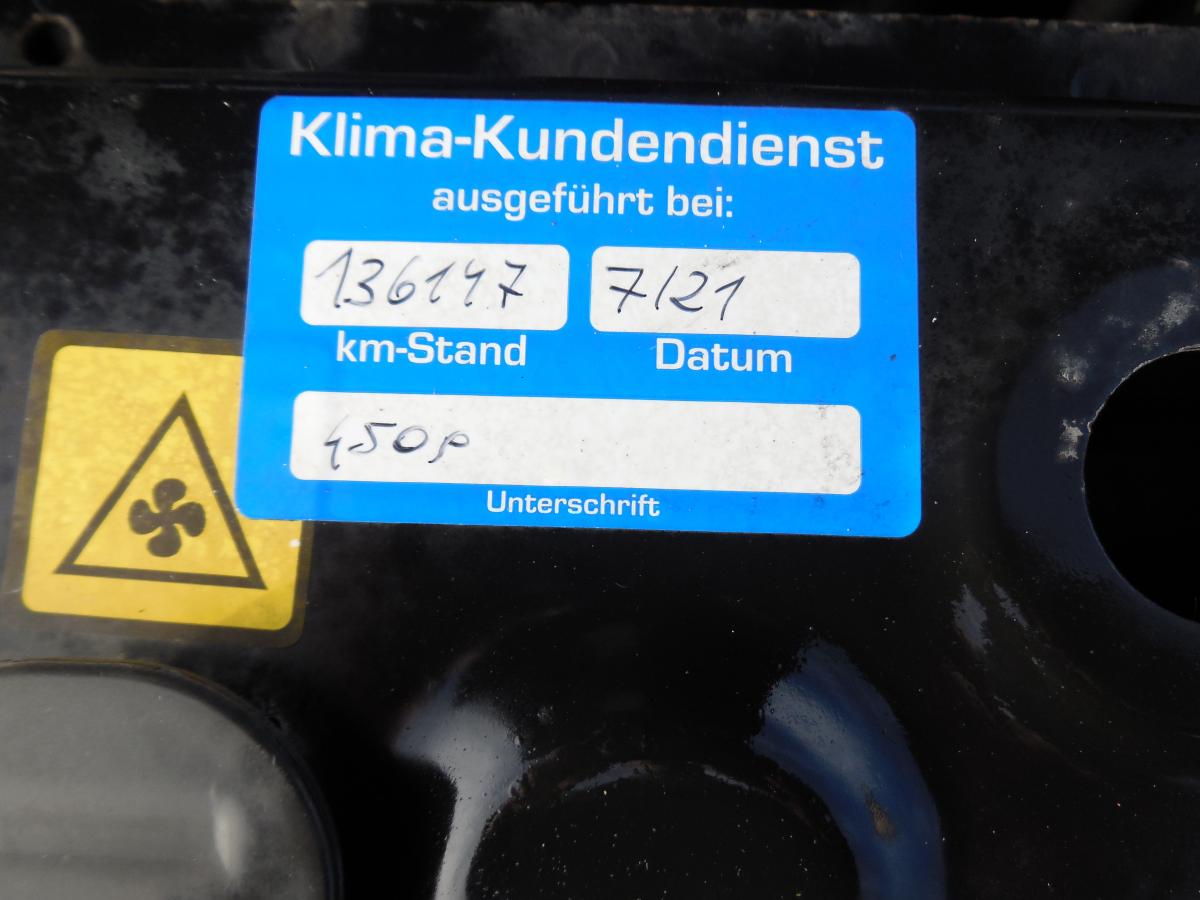 Klima-Kundendienst
ausgeführt bei:
136147 7/21
km-Stand Datum
450g
Unterschrift